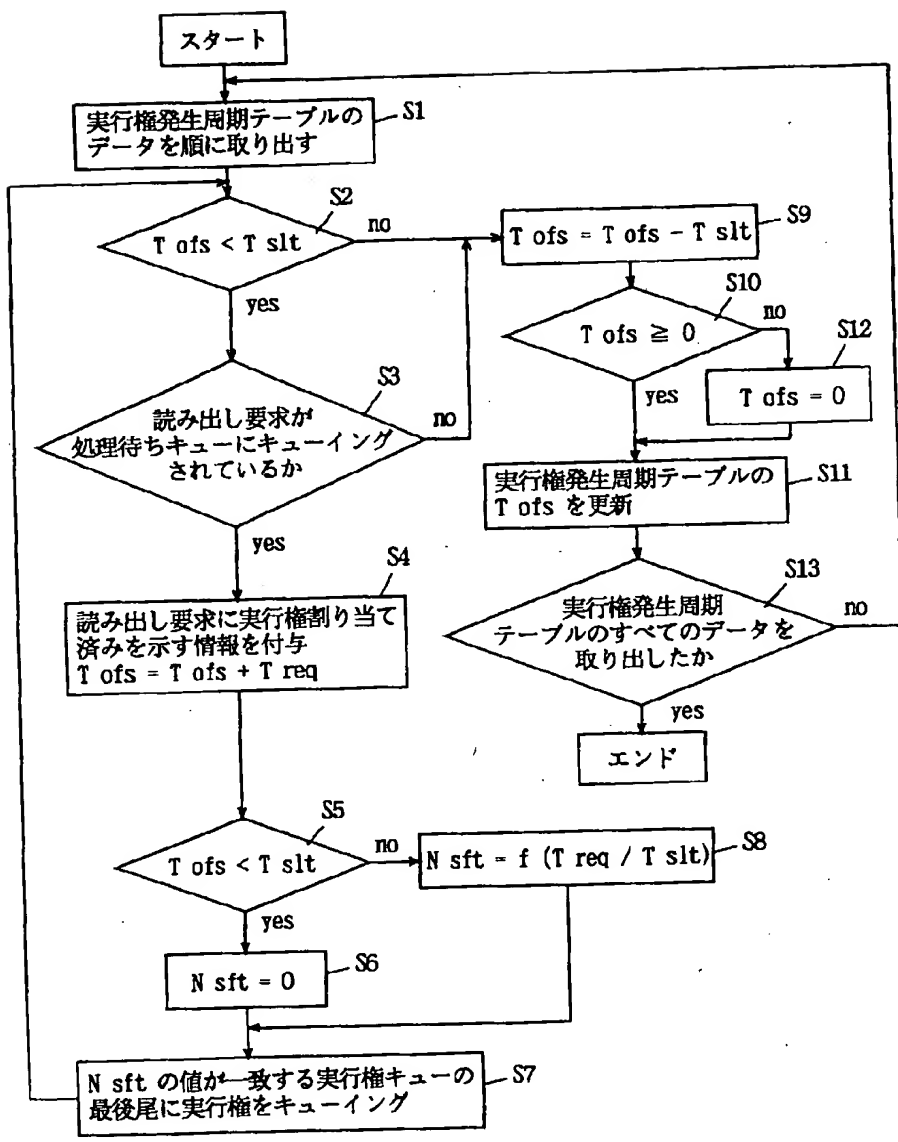 スタート
実行権発生周期テーブルの
データを順に取り出す
S1
T ofs < T slt
S2
no
yes
読み出し要求が
処理待ちキューにキューイング
されているか
S3
no
yes
読み出し要求に実行権割り当て
済みを示す情報を付与
T ofs = T ofs + T req
S4
T ofs < T slt
S5
no
yes
N sft = 0
S6
N sft の値が一致する実行権キューの
最後尾に実行権をキューイング
S7
N sft = f (T req / T slt)
S8
T ofs = T ofs − T slt
S9
T ofs ≧ 0
S10
no
yes
T ofs = 0
S12
実行権発生周期テーブルの
T ofs を更新
S11
実行権発生周期
テーブルのすべてのデータを
取り出したか
S13
no
yes
エンド